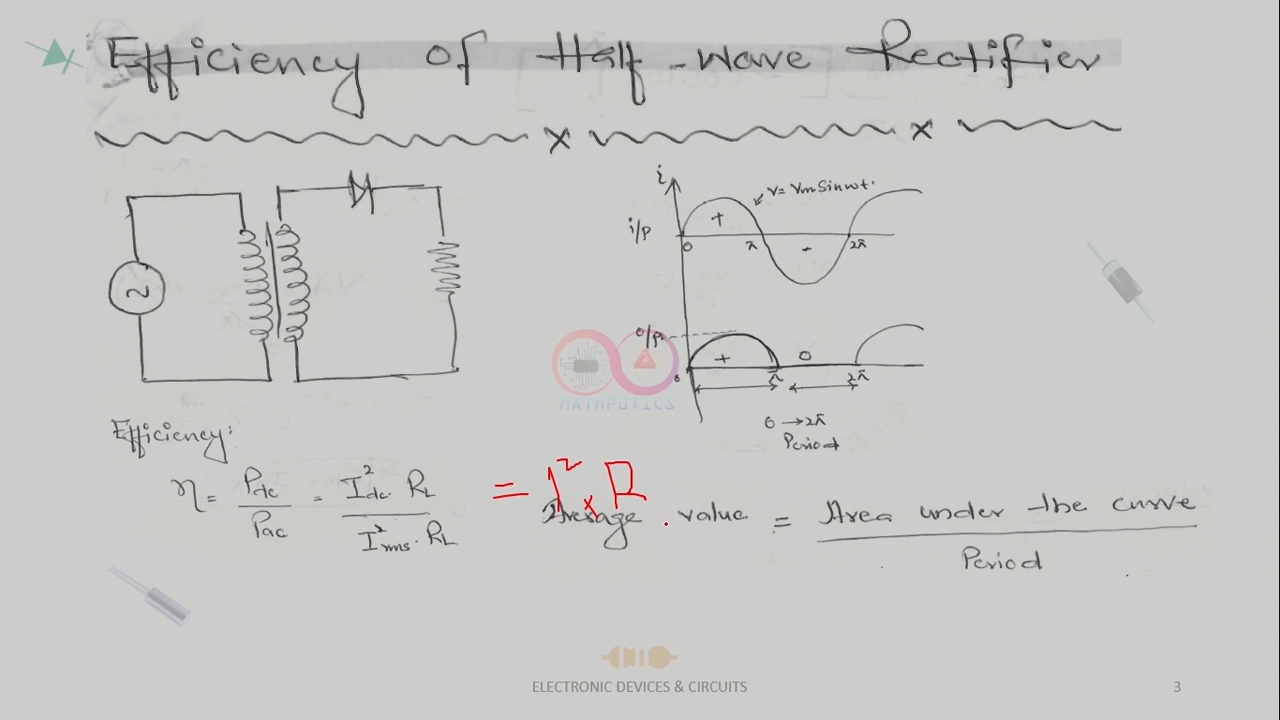 Efficiency of Half-wave Rectifier
x x
i
V = Vm Sin wt.
i/p
+
0 π - 2π
o/p
+ 0
0 π 2π
0 → 2π
Period
MATHPOTICS
Efficiency:
η = Pdc / Pac = I²dc · RL / I²rms · RL
= I² x R
Average value = Area under the curve / Period
ELECTRONIC DEVICES & CIRCUITS
3